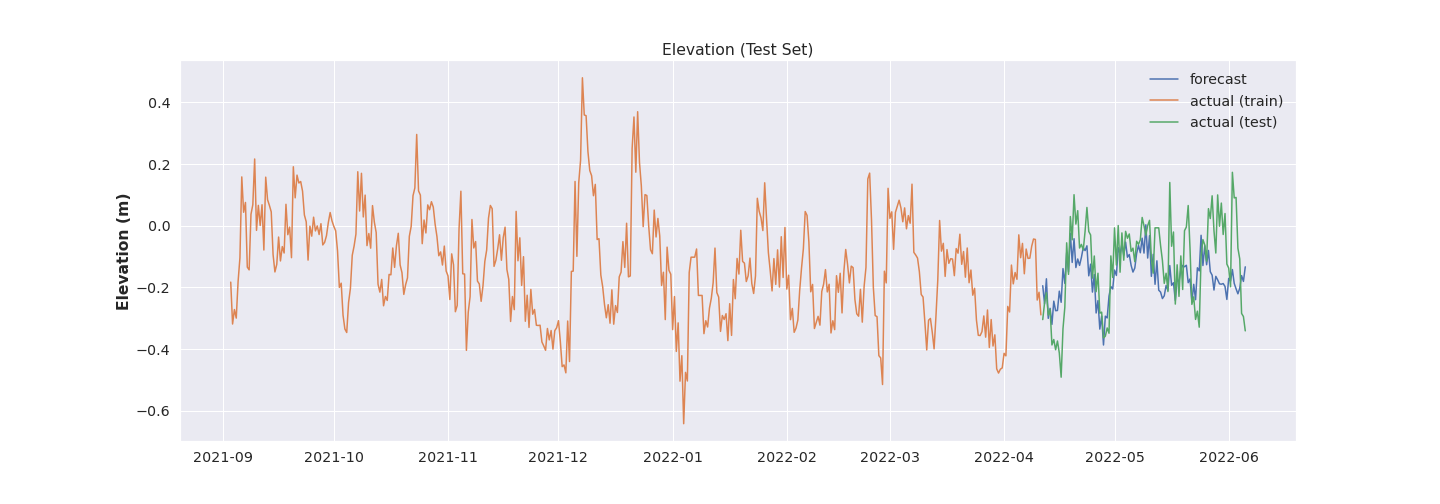 Elevation (Test Set)
forecast
actual (train)
actual (test)
Elevation (m)
0.4
0.2
0.0
−0.2
−0.4
−0.6
2021-09 2021-10 2021-11 2021-12 2022-01 2022-02 2022-03 2022-04 2022-05 2022-06